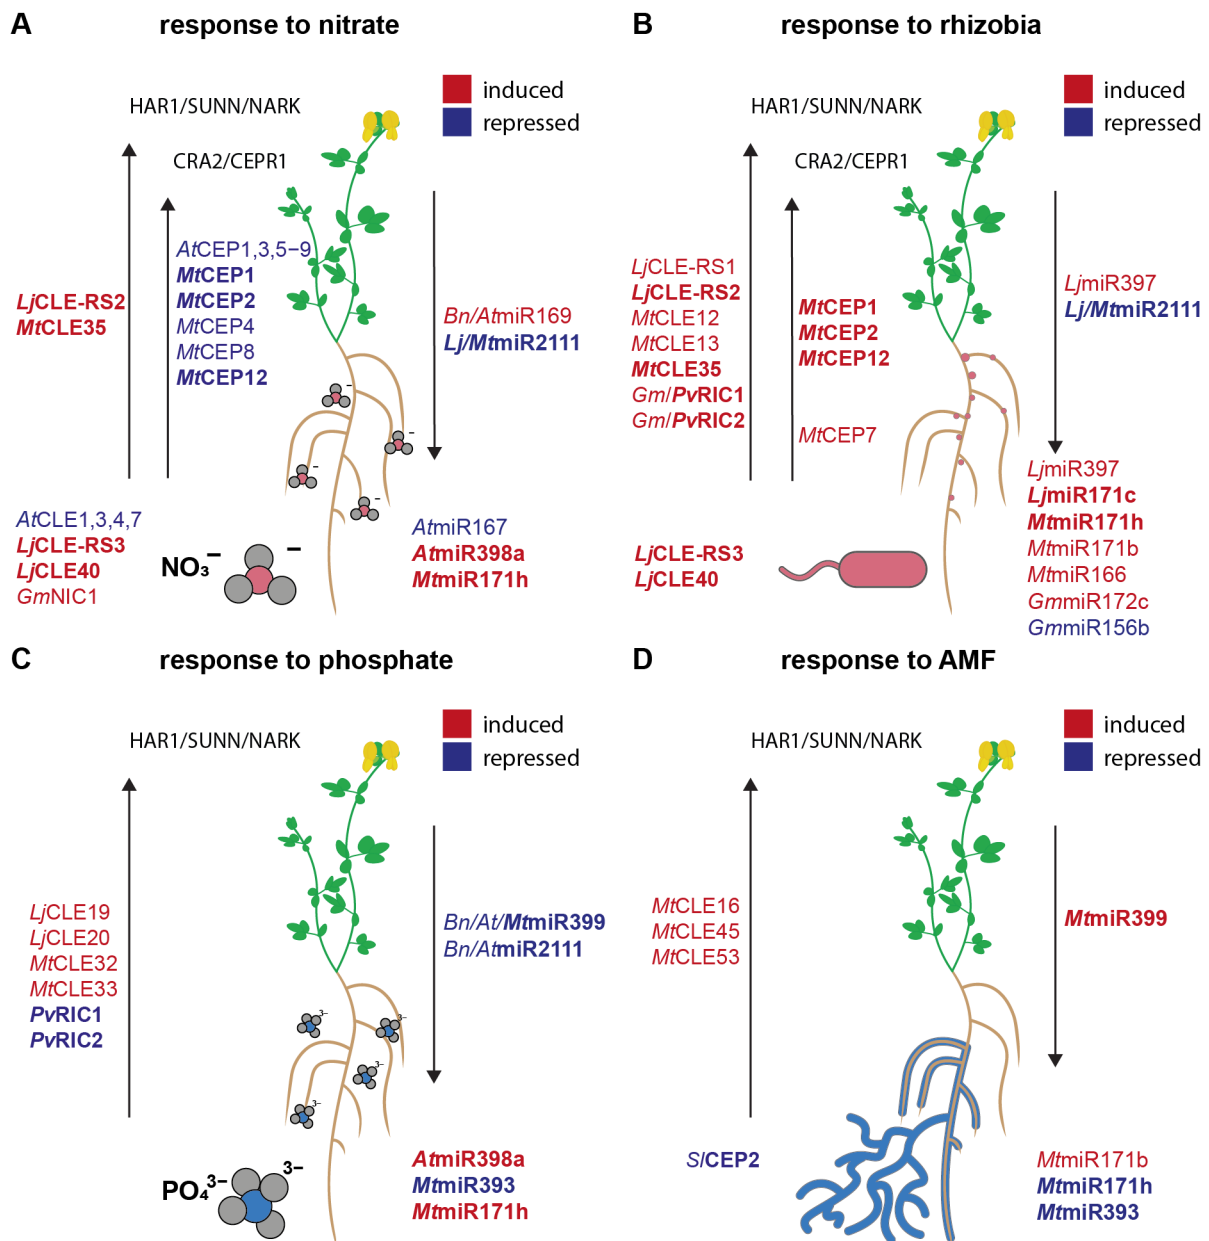 A response to nitrate
HAR1/SUNN/NARK
induced
repressed
CRA2/CEPR1
AtCEP1,3,5−9
MtCEP1
MtCEP2
MtCEP4
MtCEP8
MtCEP12
LjCLE-RS2
MtCLE35
Bn/AtmiR169
Lj/MtmiR2111
−
−
−
−
AtCLE1,3,4,7
LjCLE-RS3
LjCLE40
GmNIC1
NO₃⁻
−
AtmiR167
AtmiR398a
MtmiR171h
B response to rhizobia
HAR1/SUNN/NARK
induced
repressed
CRA2/CEPR1
LjCLE-RS1
LjCLE-RS2
MtCLE12
MtCLE13
MtCLE35
Gm/PvRIC1
Gm/PvRIC2
MtCEP1
MtCEP2
MtCEP12
MtCEP7
LjmiR397
Lj/MtmiR2111
LjCLE-RS3
LjCLE40
LjmiR397
LjmiR171c
MtmiR171h
MtmiR171b
MtmiR166
GmmiR172c
GmmiR156b
C response to phosphate
HAR1/SUNN/NARK
induced
repressed
LjCLE19
LjCLE20
MtCLE32
MtCLE33
PvRIC1
PvRIC2
Bn/At/MtmiR399
Bn/AtmiR2111
3−
3−
3−
3−
PO₄³⁻
3−
AtmiR398a
MtmiR393
MtmiR171h
D response to AMF
HAR1/SUNN/NARK
induced
repressed
MtCLE16
MtCLE45
MtCLE53
MtmiR399
SlCEP2
MtmiR171b
MtmiR171h
MtmiR393